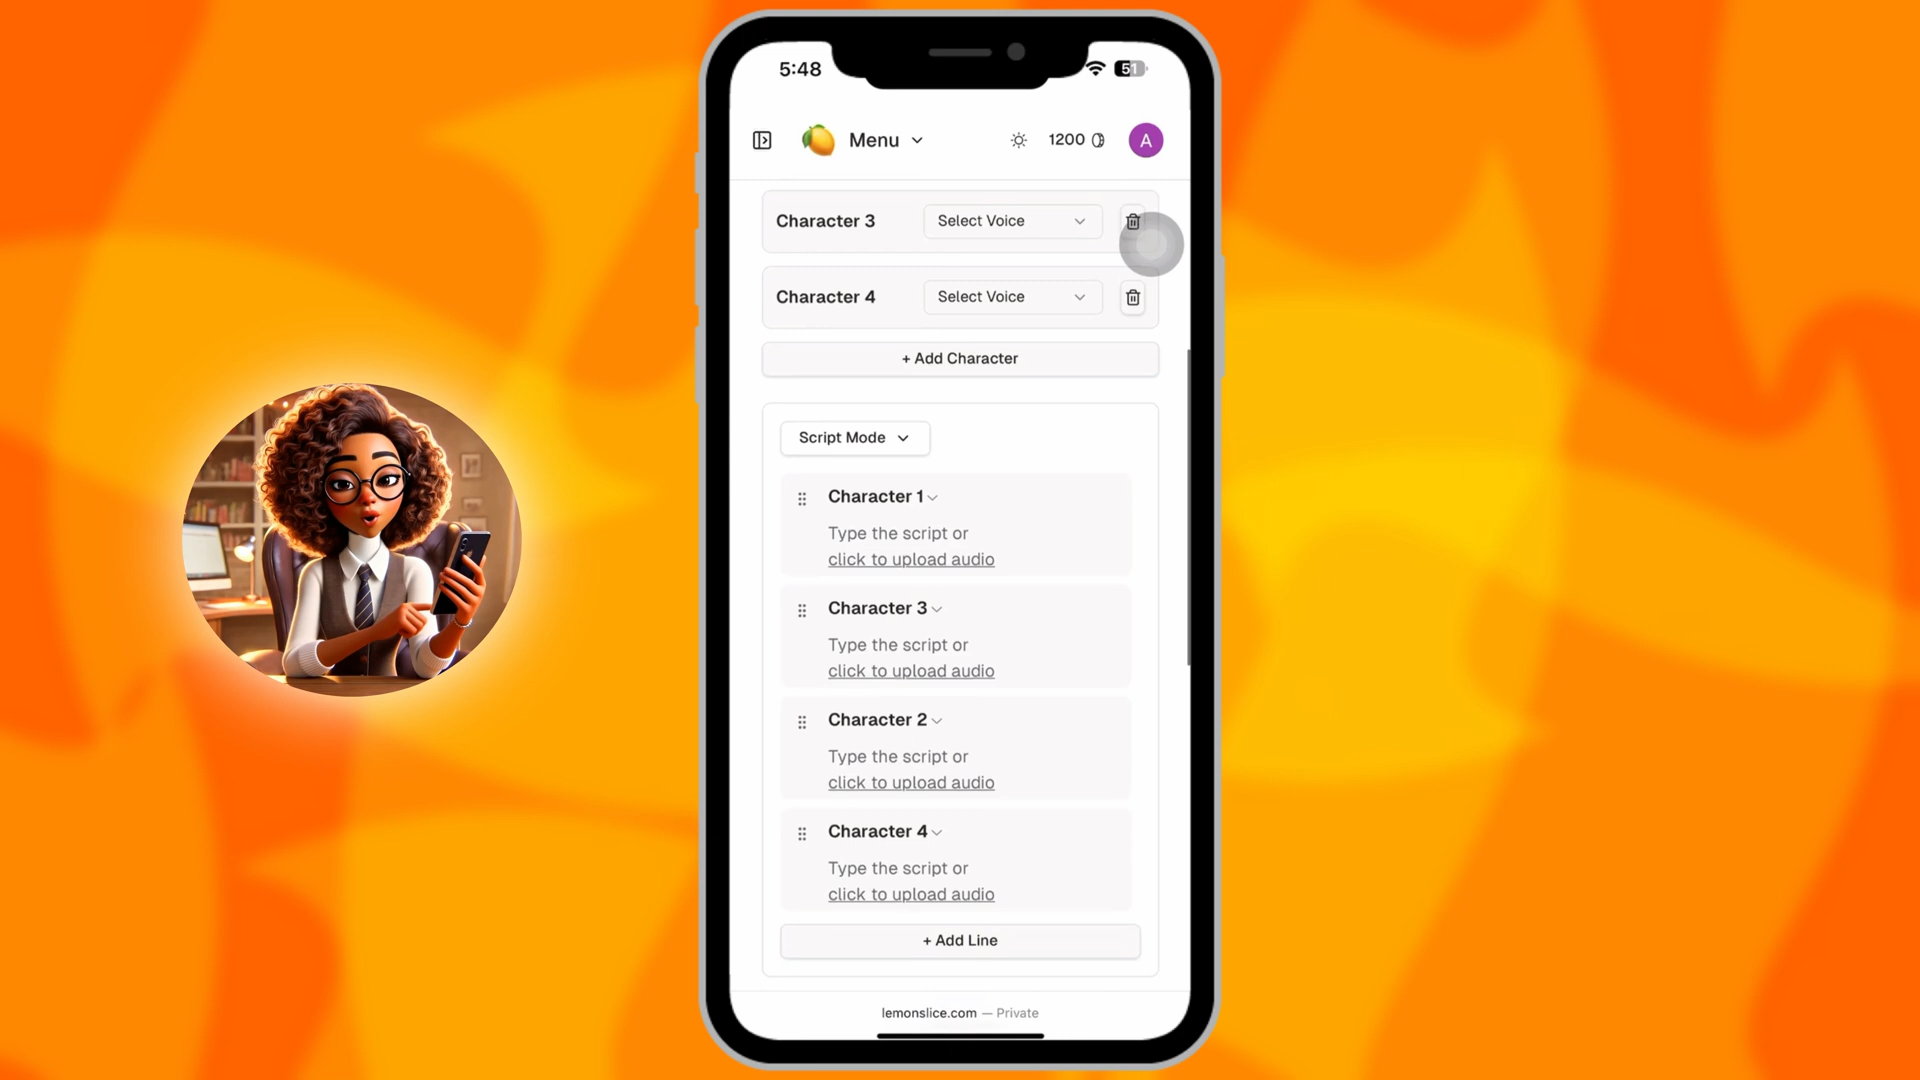 5:48
51
Menu
1200
A
Character 3
Select Voice
Character 4
Select Voice
+ Add Character
Script Mode
Character 1
Type the script or
click to upload audio
Character 3
Type the script or
click to upload audio
Character 2
Type the script or
click to upload audio
Character 4
Type the script or
click to upload audio
+ Add Line
lemonslice.com — Private